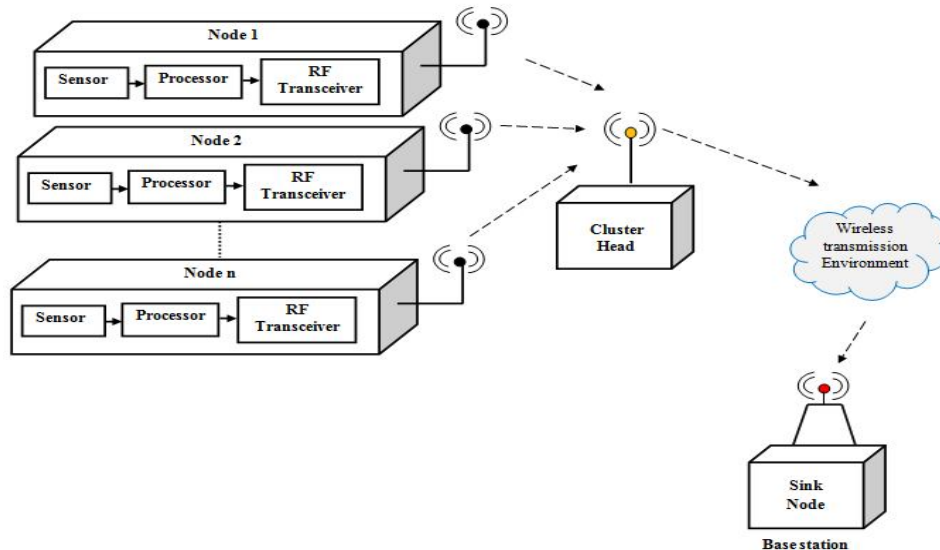 Node 1
Sensor
Processor
RF
Transceiver
Node 2
Sensor
Processor
RF
Transceiver
Node n
Sensor
Processor
RF
Transceiver
Cluster
Head
Wireless
transmission
Environment
Sink
Node
Base station